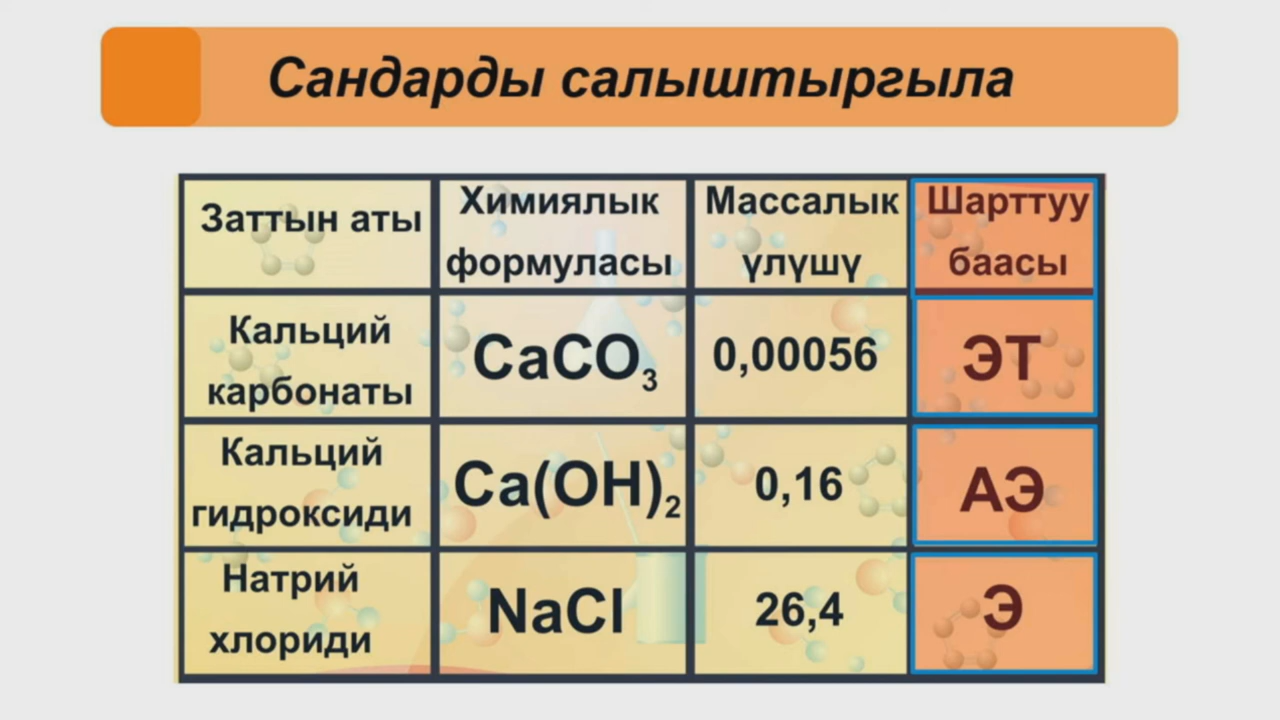 Сандарды салыштыргыла
Заттын аты
Химиялык
формуласы
Массалык
үлүшү
Шарттуу
баасы
Кальций
карбонаты
CaCO₃
0,00056
ЭТ
Кальций
гидроксиди
Ca(OH)₂
0,16
АЭ
Натрий
хлориди
NaCl
26,4
Э